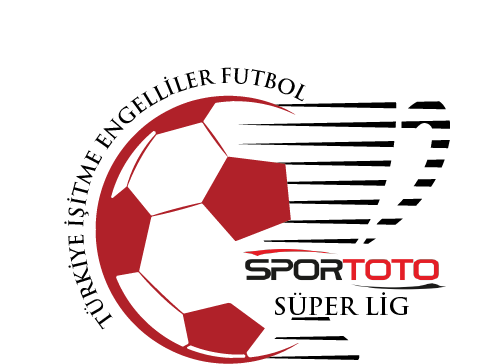 TÜRKİYE İŞİTME ENGELLİLER FUTBOL
SPORTOTO
SÜPER LİG